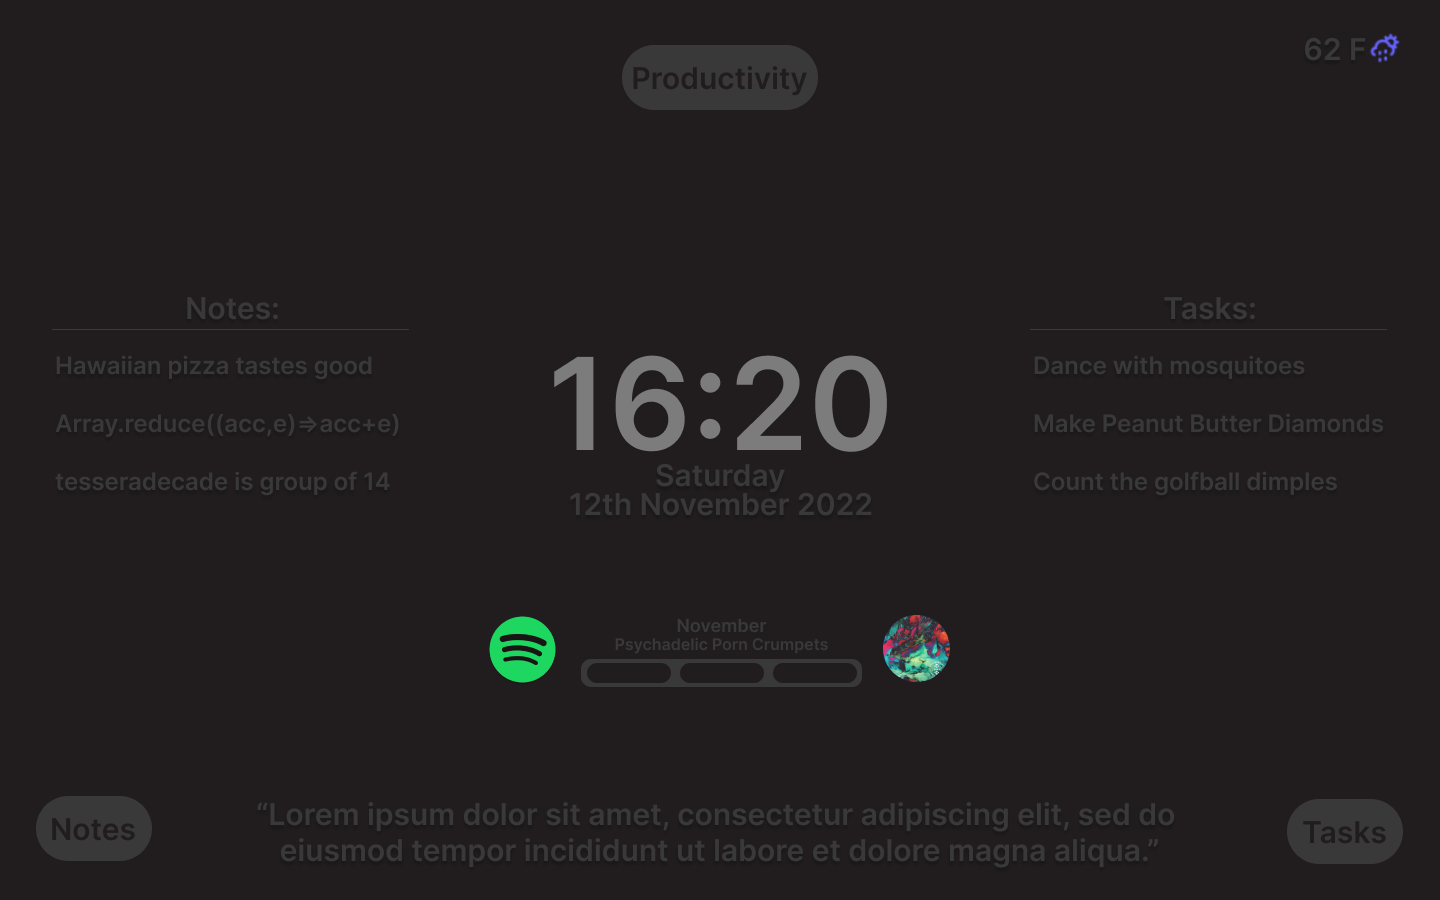 62 F
Productivity
Notes:
Hawaiian pizza tastes good
Array.reduce((acc,e)⇒acc+e)
tesseradecade is group of 14
16:20
Saturday
12th November 2022
Tasks:
Dance with mosquitoes
Make Peanut Butter Diamonds
Count the golfball dimples
November
Psychadelic Porn Crumpets
Notes
“Lorem ipsum dolor sit amet, consectetur adipiscing elit, sed do
eiusmod tempor incididunt ut labore et dolore magna aliqua.”
Tasks